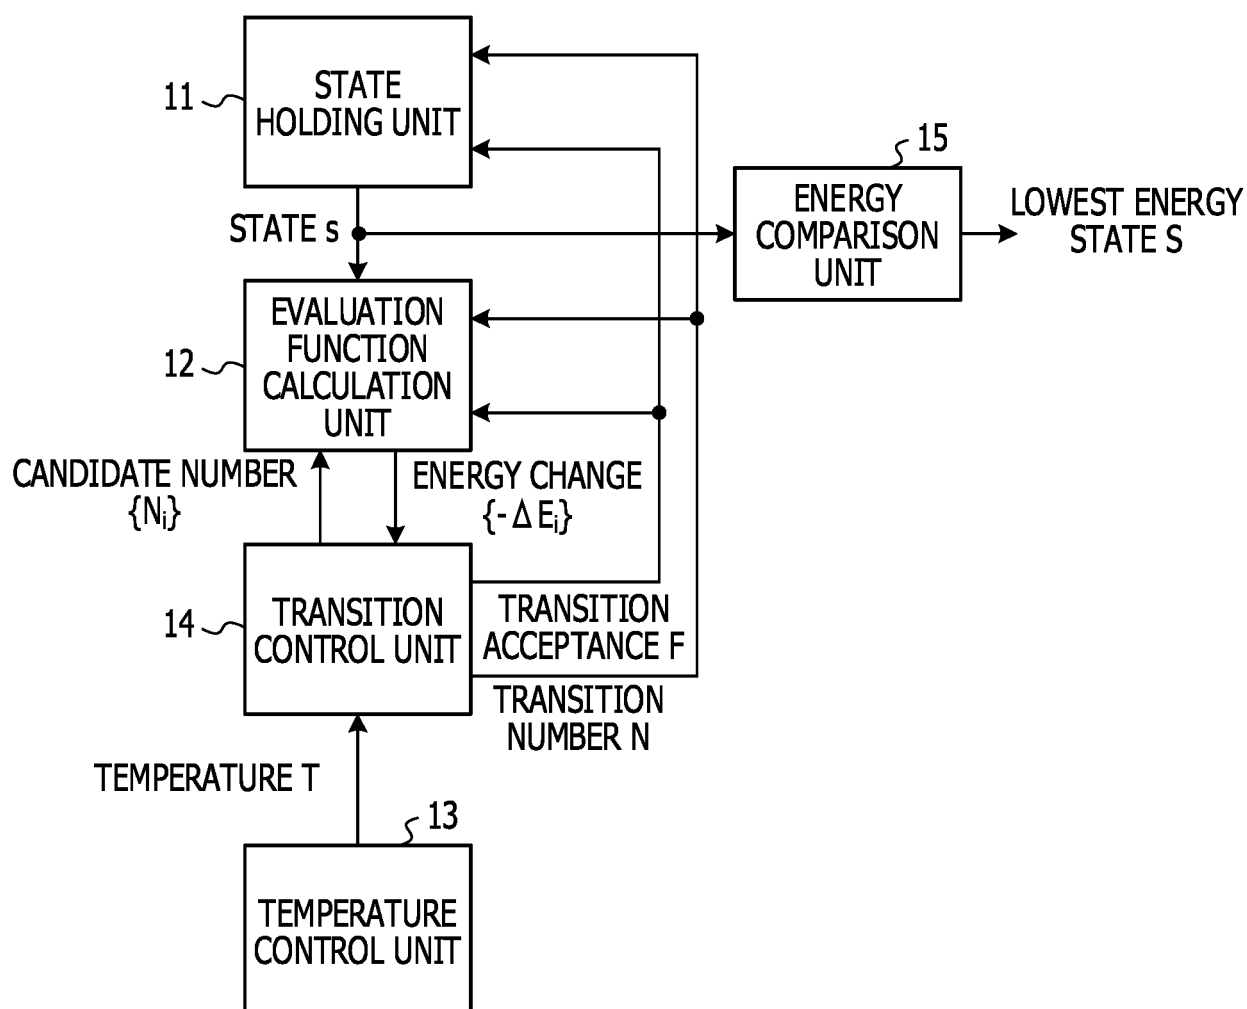 STATE
HOLDING UNIT
11
15
ENERGY
COMPARISON
UNIT
LOWEST ENERGY
STATE S
STATE s
EVALUATION
FUNCTION
CALCULATION
UNIT
12
CANDIDATE NUMBER
{Nᵢ}
ENERGY CHANGE
{-ΔEᵢ}
TRANSITION
CONTROL UNIT
14
TRANSITION
ACCEPTANCE F
TRANSITION
NUMBER N
TEMPERATURE T
13
TEMPERATURE
CONTROL UNIT